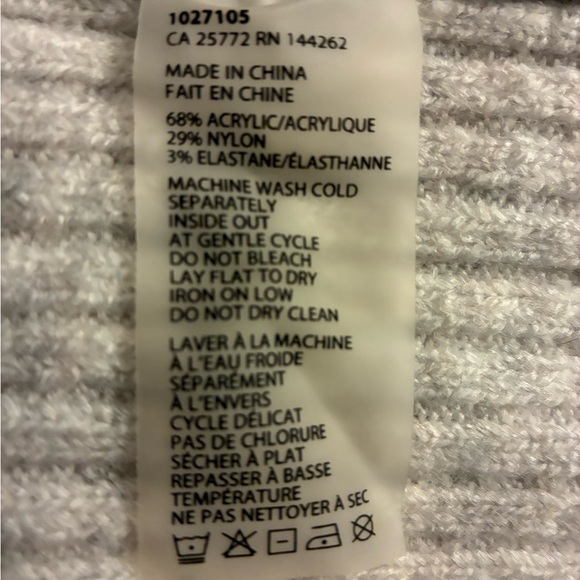 1027105
CA 25772 RN 144262
MADE IN CHINA
FAIT EN CHINE
68% ACRYLIC/ACRYLIQUE
29% NYLON
3% ELASTANE/ÉLASTHANNE
MACHINE WASH COLD
SEPARATELY
INSIDE OUT
AT GENTLE CYCLE
DO NOT BLEACH
LAY FLAT TO DRY
IRON ON LOW
DO NOT DRY CLEAN
LAVER À LA MACHINE
À L'EAU FROIDE
SÉPARÉMENT
À L'ENVERS
CYCLE DÉLICAT
PAS DE CHLORURE
SÉCHER À PLAT
REPASSER À BASSE
TEMPÉRATURE
NE PAS NETTOYER À SEC